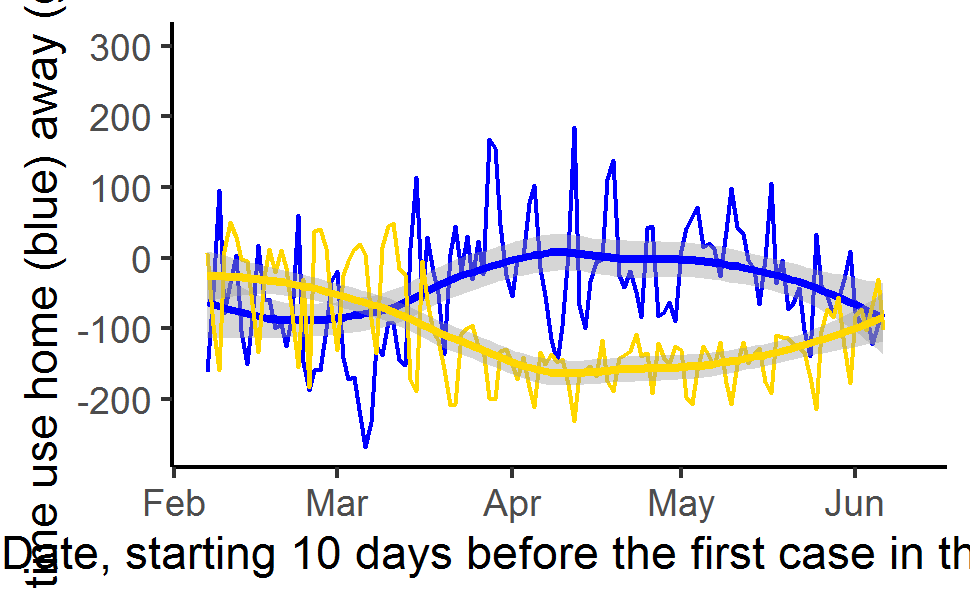 time use home (blue) away (g
300
200
100
0
-100
-200
Feb Mar Apr May Jun
Date, starting 10 days before the first case in th